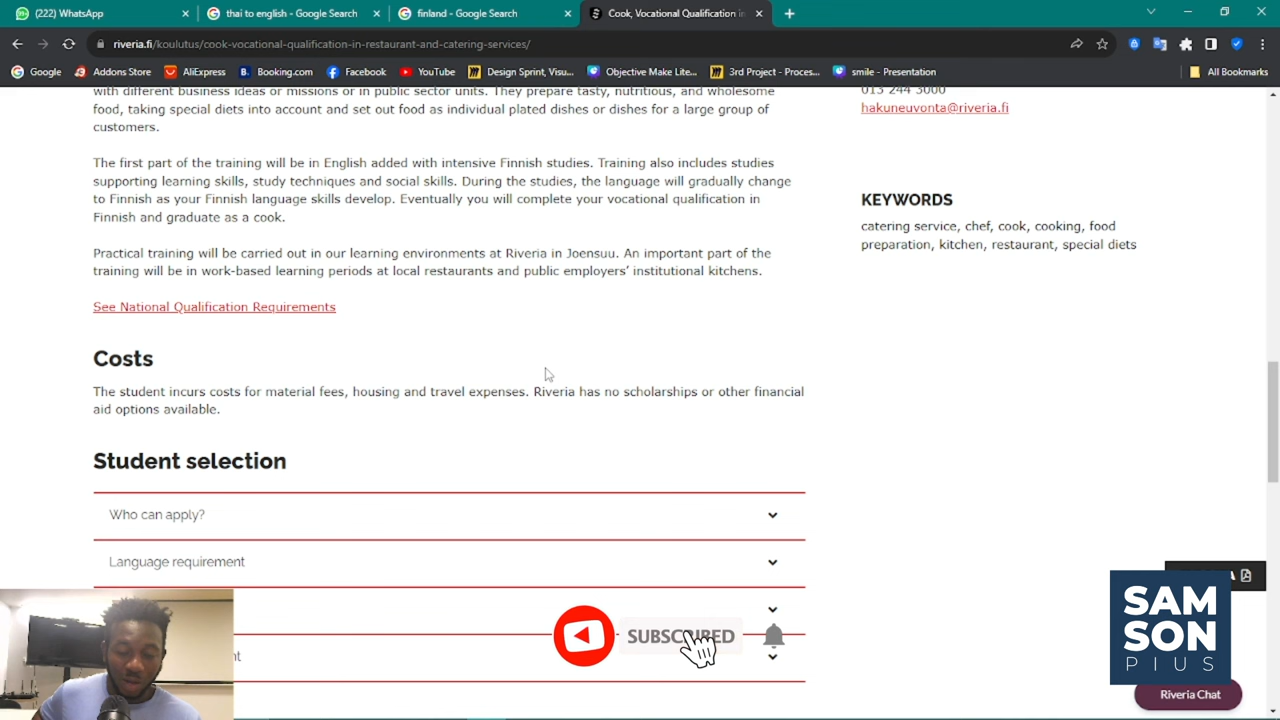 (222) WhatsApp
thai to english - Google Search
finland - Google Search
Cook, Vocational Qualification in
riveria.fi/koulutus/cook-vocational-qualification-in-restaurant-and-catering-services/
Google
Addons Store
AliExpress
Booking.com
Facebook
YouTube
Design Sprint, Visu...
Objective Make Lite...
3rd Project - Proces...
smile - Presentation
All Bookmarks
with different business ideas or missions or in public sector units. They prepare tasty, nutritious, and wholesome
food, taking special diets into account and set out food as individual plated dishes or dishes for a large group of
customers.
The first part of the training will be in English added with intensive Finnish studies. Training also includes studies
supporting learning skills, study techniques and social skills. During the studies, the language will gradually change
to Finnish as your Finnish language skills develop. Eventually you will complete your vocational qualification in
Finnish and graduate as a cook.
Practical training will be carried out in our learning environments at Riveria in Joensuu. An important part of the
training will be in work-based learning periods at local restaurants and public employers' institutional kitchens.
See National Qualification Requirements
Costs
The student incurs costs for material fees, housing and travel expenses. Riveria has no scholarships or other financial
aid options available.
Student selection
Who can apply?
Language requirement
013 244 3000
hakuneuvonta@riveria.fi
KEYWORDS
catering service, chef, cook, cooking, food
preparation, kitchen, restaurant, special diets
SUBSCRIBED
SAM
SON
PIUS
Riveria Chat